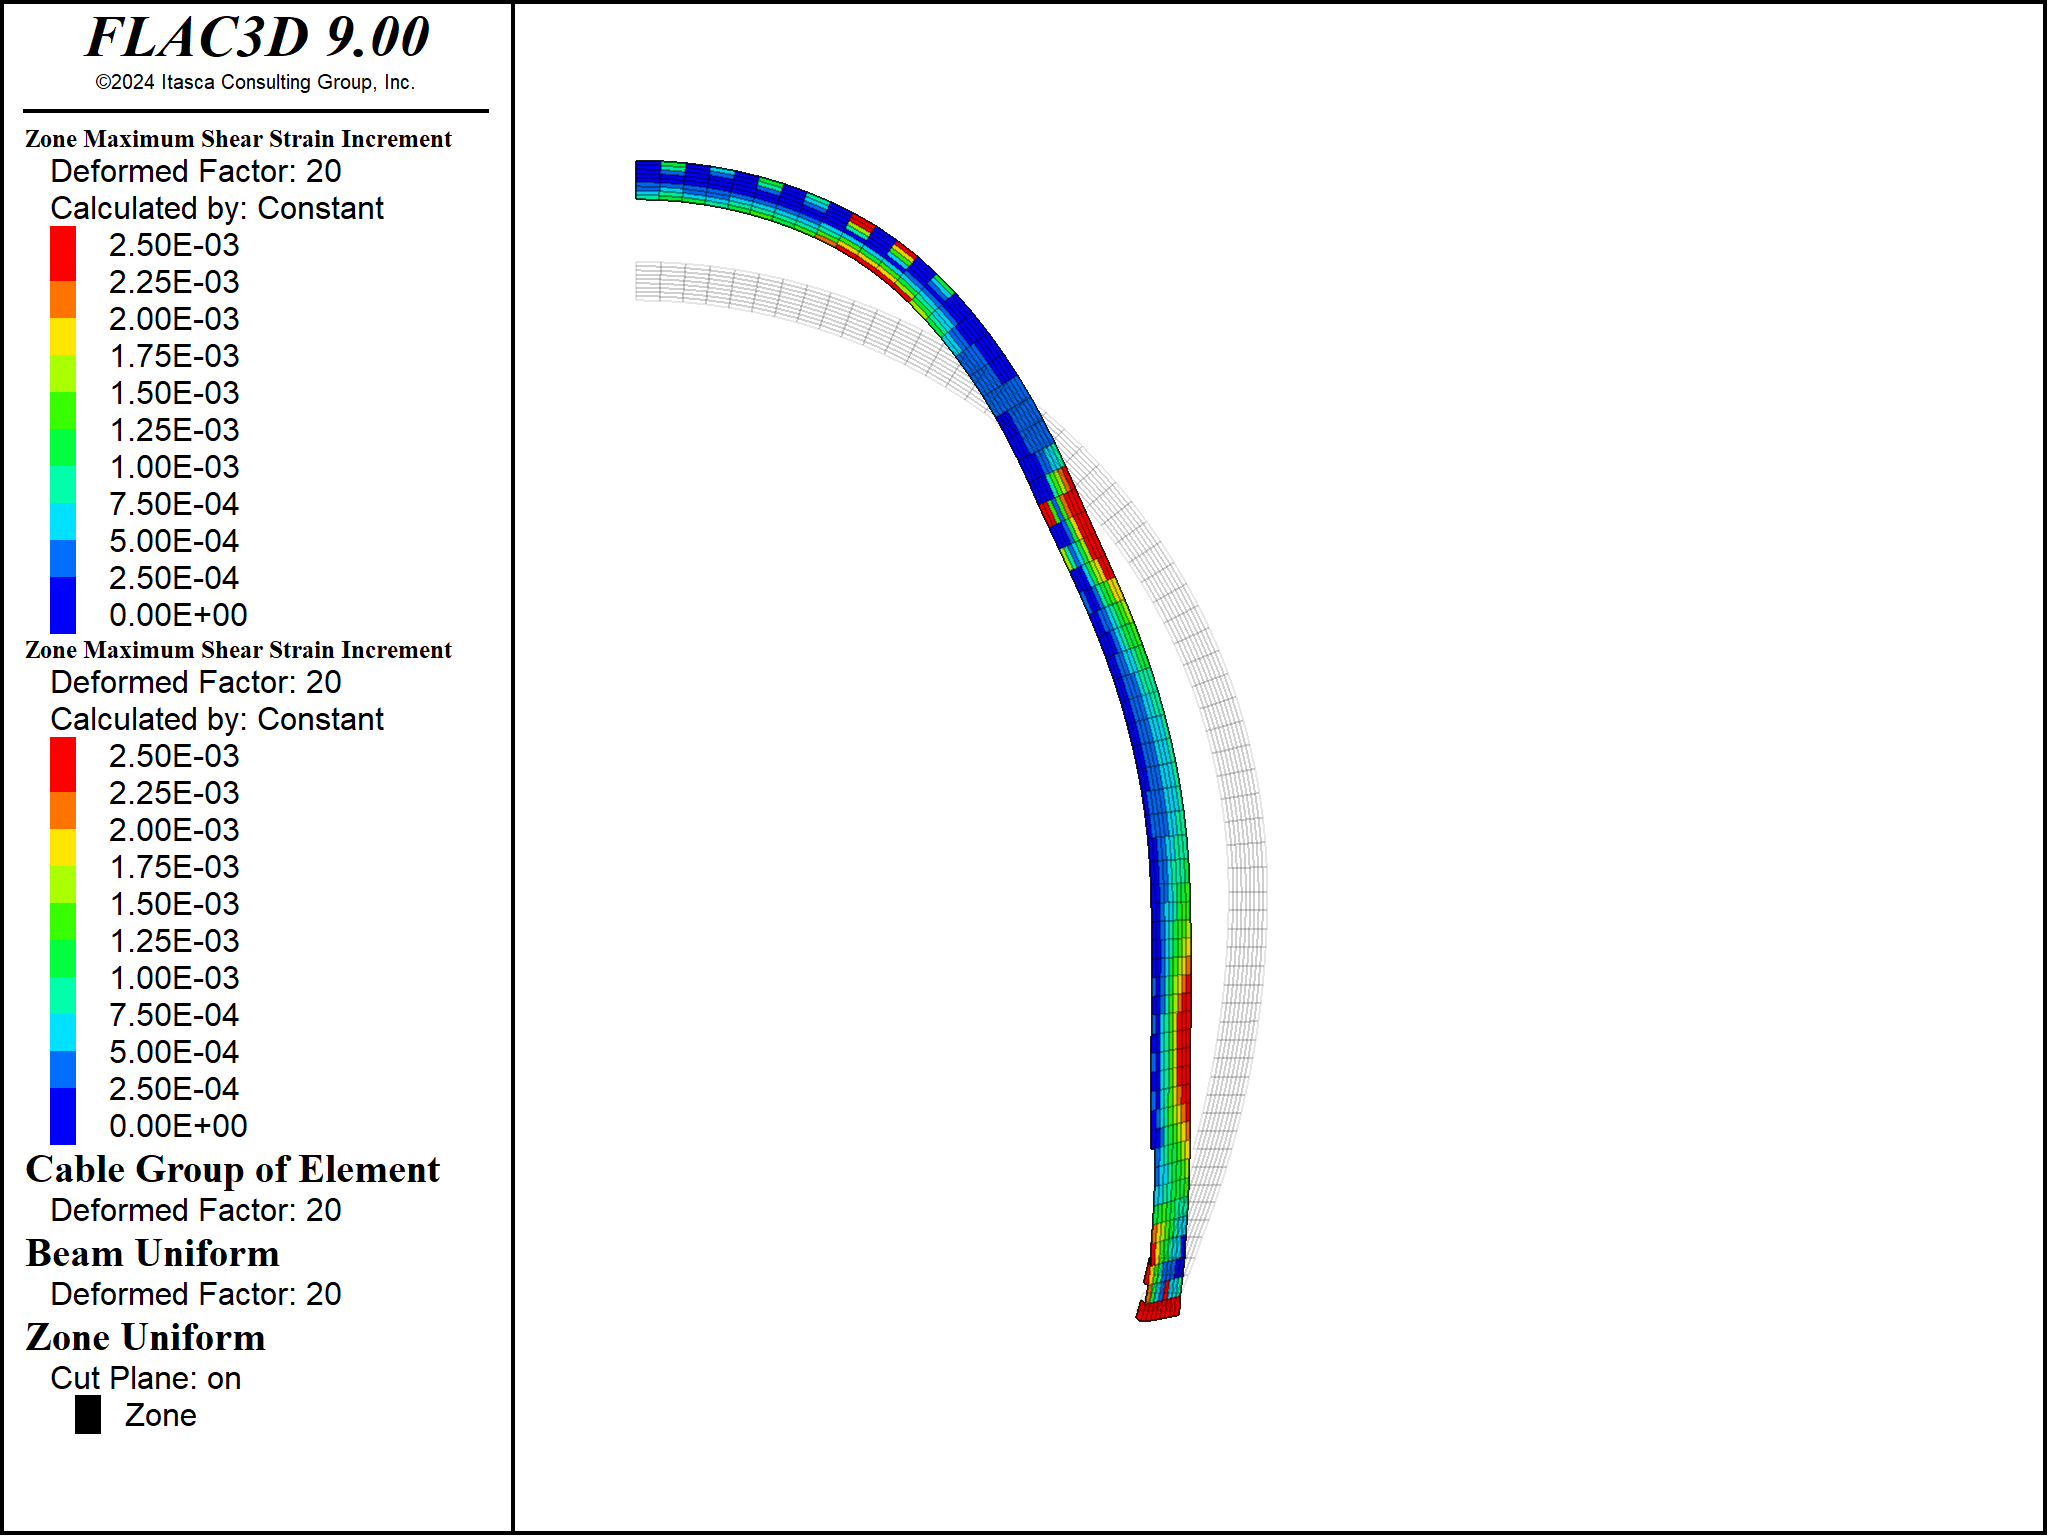 FLAC3D 9.00
©2024 Itasca Consulting Group, Inc.
Zone Maximum Shear Strain Increment
Deformed Factor: 20
Calculated by: Constant
2.50E-03
2.25E-03
2.00E-03
1.75E-03
1.50E-03
1.25E-03
1.00E-03
7.50E-04
5.00E-04
2.50E-04
0.00E+00
Zone Maximum Shear Strain Increment
Deformed Factor: 20
Calculated by: Constant
2.50E-03
2.25E-03
2.00E-03
1.75E-03
1.50E-03
1.25E-03
1.00E-03
7.50E-04
5.00E-04
2.50E-04
0.00E+00
Cable Group of Element
Deformed Factor: 20
Beam Uniform
Deformed Factor: 20
Zone Uniform
Cut Plane: on
Zone